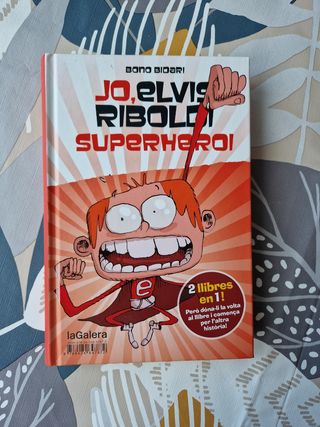 BONO BIDARI
JO, ELVIS
RIBOLDI
SUPERHEROI
e
2 llibres
en 1!
Però dóna-li la volta
al llibre i comença
per l'altra
història!
laGalera